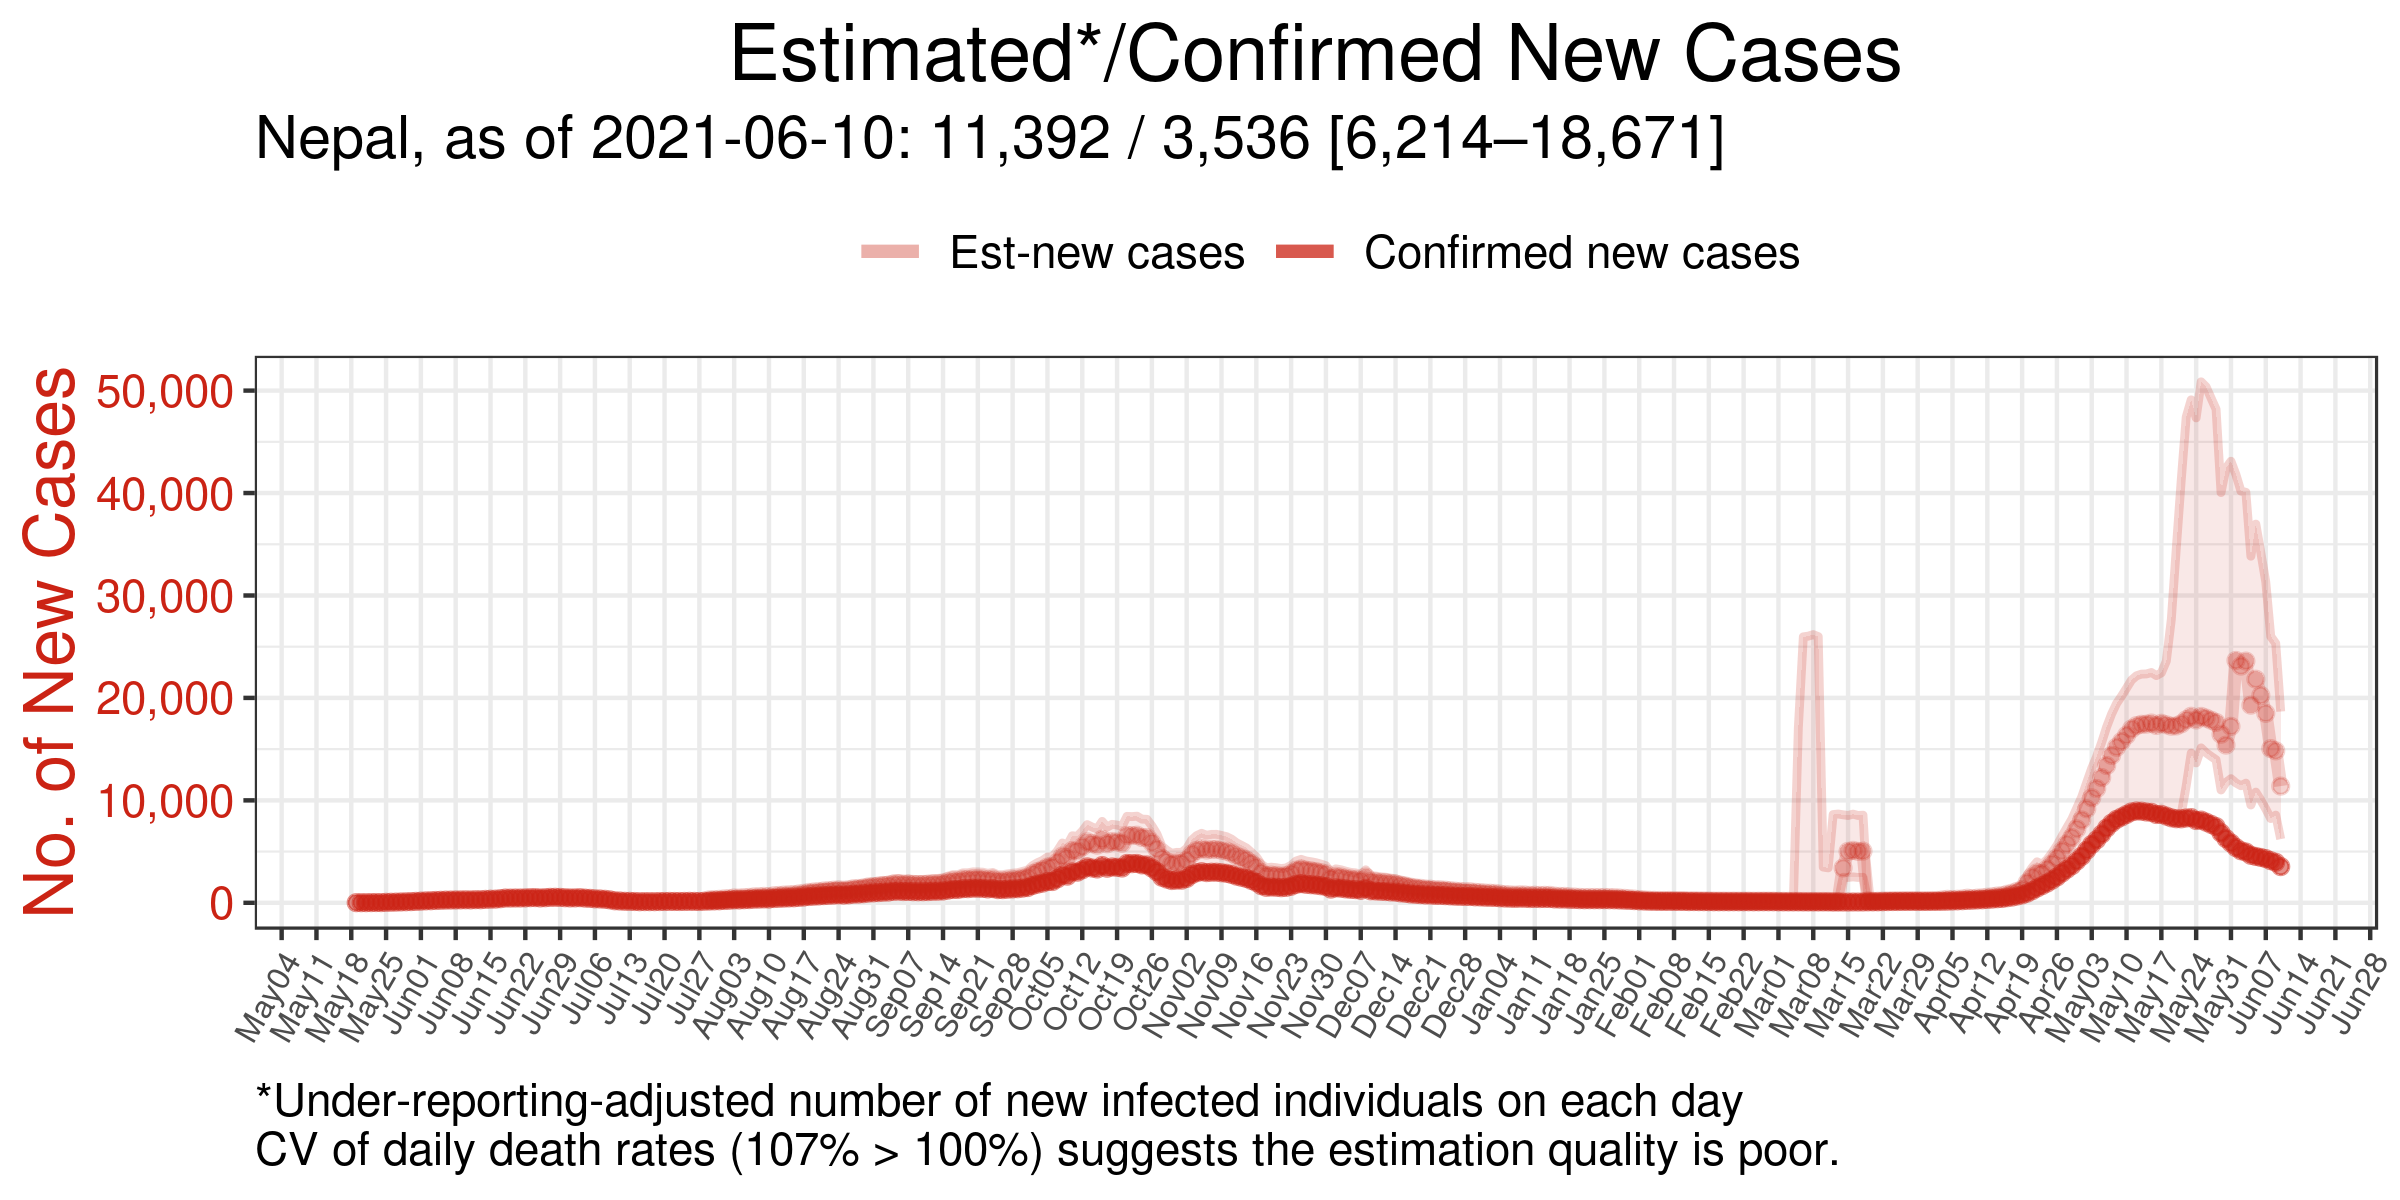 Estimated*/Confirmed New Cases
Nepal, as of 2021-06-10: 11,392 / 3,536 [6,214–18,671]
Est-new cases
Confirmed new cases
No. of New Cases
50,000
40,000
30,000
20,000
10,000
0
May04
May11
May18
May25
Jun01
Jun08
Jun15
Jun22
Jun29
Jul06
Jul13
Jul20
Jul27
Aug03
Aug10
Aug17
Aug24
Aug31
Sep07
Sep14
Sep21
Sep28
Oct05
Oct12
Oct19
Oct26
Nov02
Nov09
Nov16
Nov23
Nov30
Dec07
Dec14
Dec21
Dec28
Jan04
Jan11
Jan18
Jan25
Feb01
Feb08
Feb15
Feb22
Mar01
Mar08
Mar15
Mar22
Mar29
Apr05
Apr12
Apr19
Apr26
May03
May10
May17
May24
May31
Jun07
Jun14
Jun21
Jun28
*Under-reporting-adjusted number of new infected individuals on each day
CV of daily death rates (107% > 100%) suggests the estimation quality is poor.